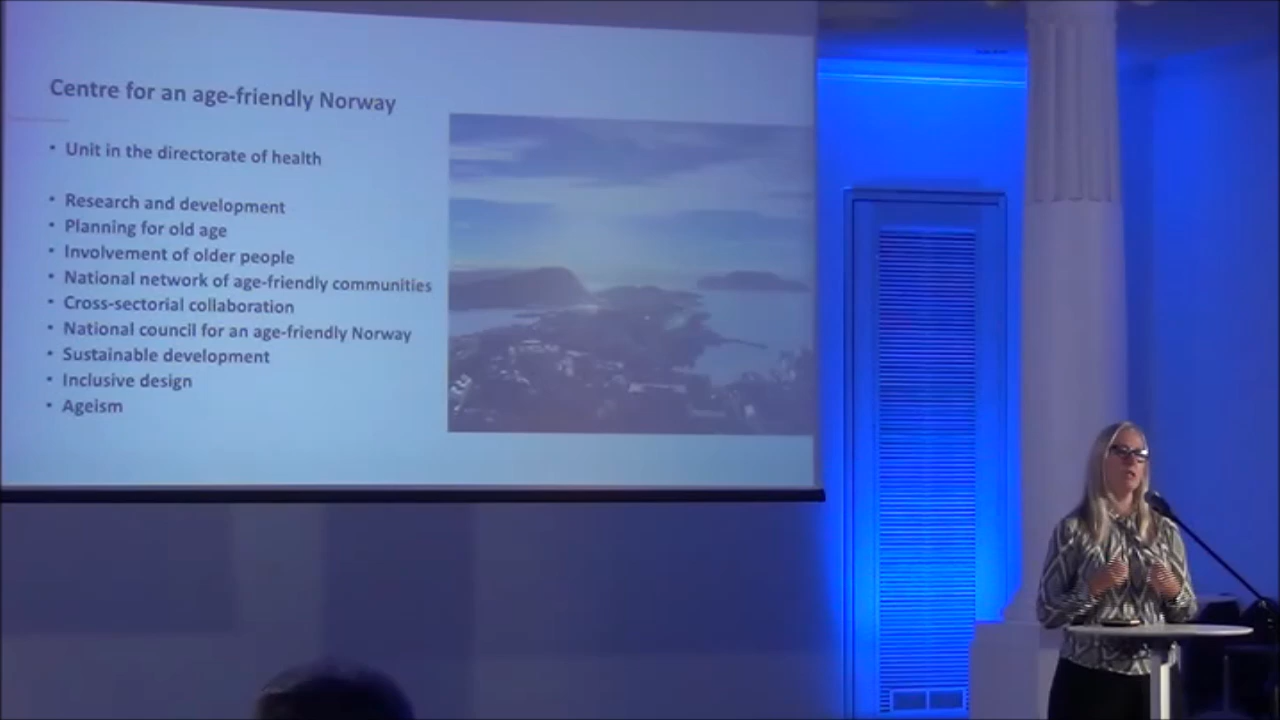 Centre for an age-friendly Norway
• Unit in the directorate of health
• Research and development
• Planning for old age
• Involvement of older people
• National network of age-friendly communities
• Cross-sectorial collaboration
• National council for an age-friendly Norway
• Sustainable development
• Inclusive design
• Ageism